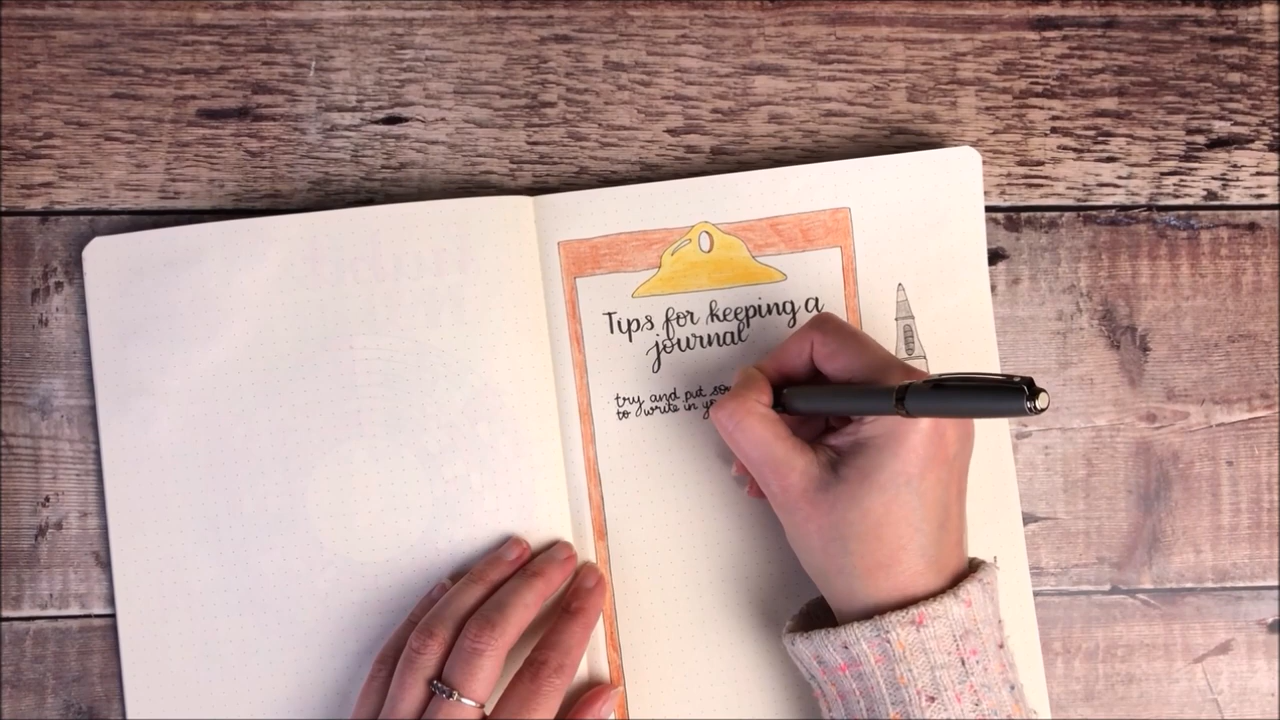 Tips for keeping a
journal
try and put
to write in